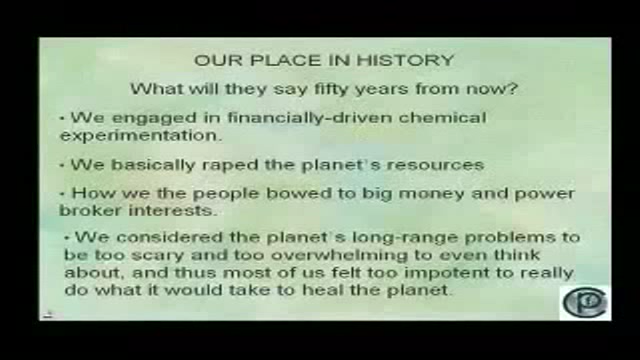 OUR PLACE IN HISTORY
What will they say fifty years from now?
• We engaged in financially-driven chemical
experimentation.
• We basically raped the planet's resources
• How we the people bowed to big money and power
broker interests.
• We considered the planet's long-range problems to
be too scary and too overwhelming to even think
about, and thus most of us felt too impotent to really
do what it would take to heal the planet.